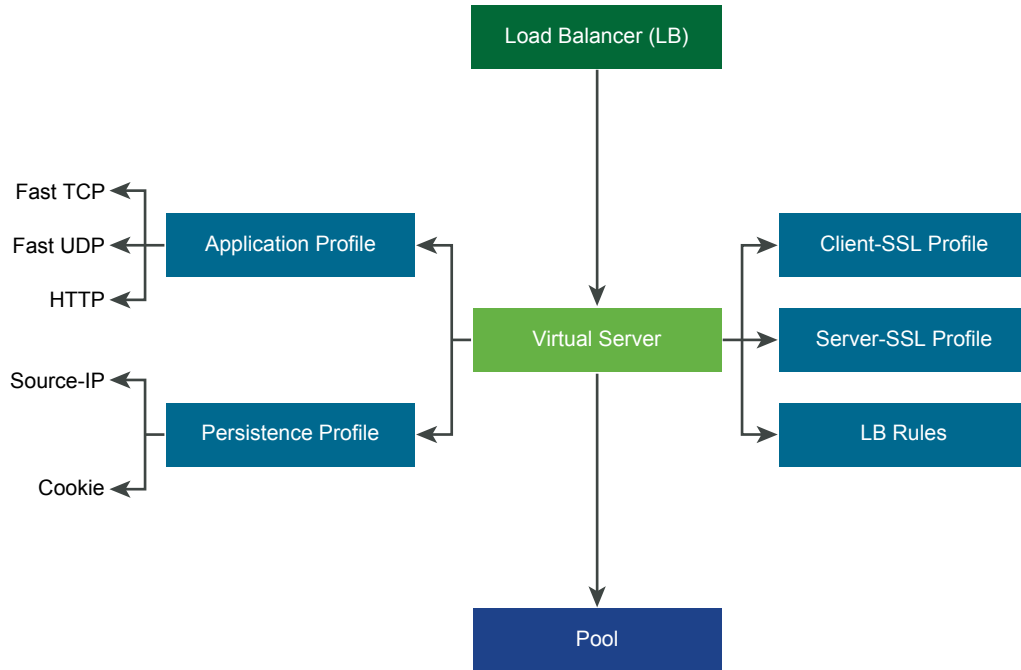 Load Balancer (LB)
Fast TCP
Fast UDP
HTTP
Application Profile
Client-SSL Profile
Virtual Server
Server-SSL Profile
Source-IP
Cookie
Persistence Profile
LB Rules
Pool